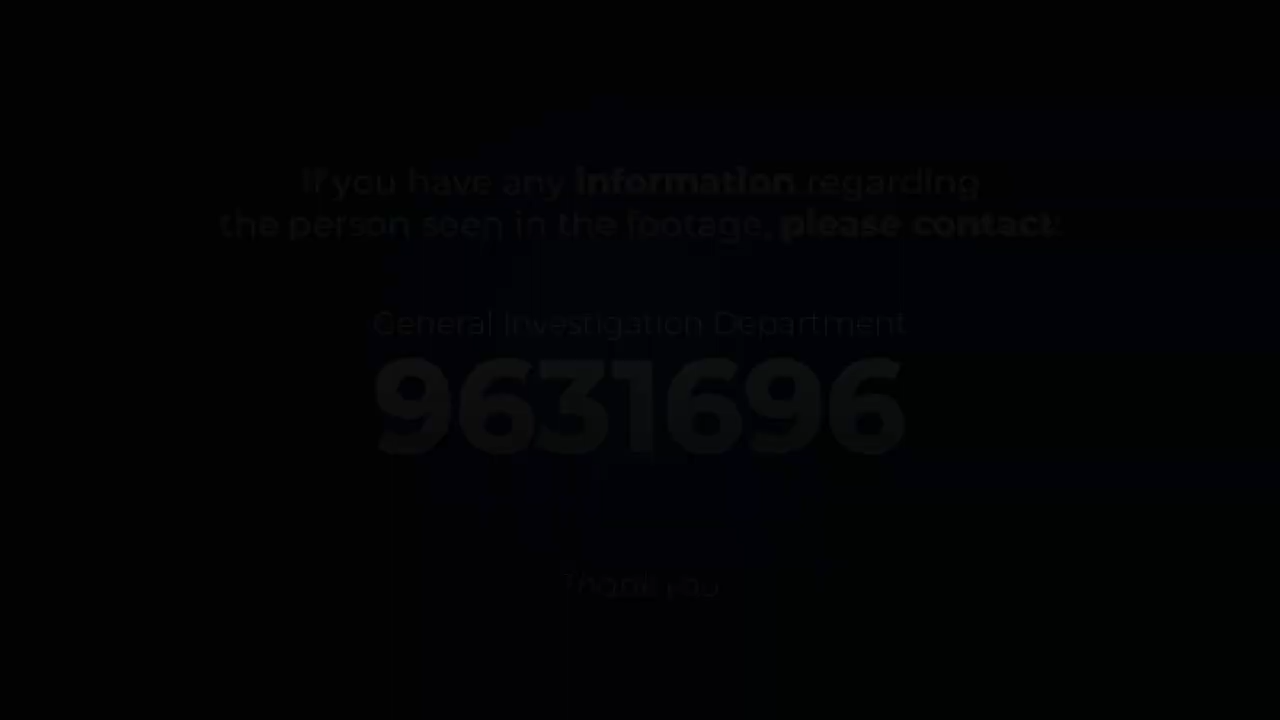 If you have any information regarding
the person seen in the footage, please contact:
General Investigation Department
9631696
Thank you